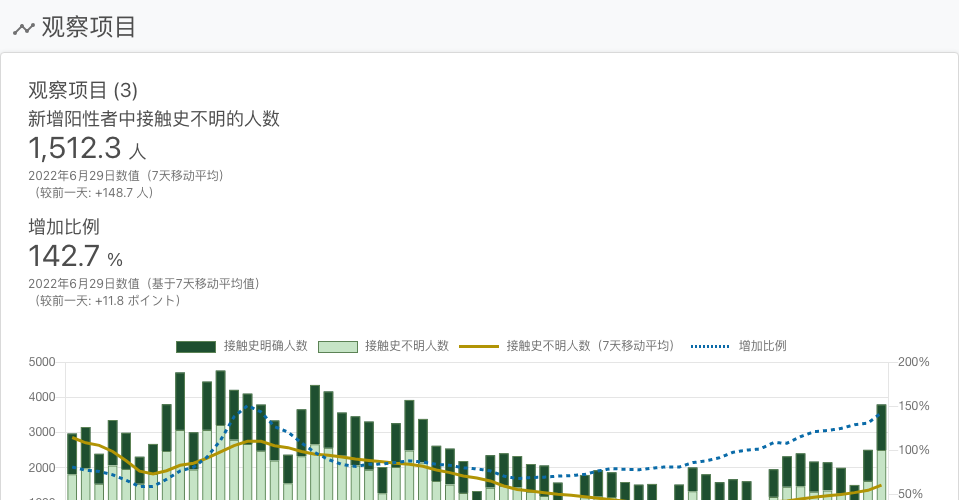 观察项目
观察项目 (3)
新增阳性者中接触史不明的人数
1,512.3 人
2022年6月29日数值（7天移动平均）
（较前一天: +148.7 人）
增加比例
142.7 %
2022年6月29日数值（基于7天移动平均值）
（较前一天: +11.8 ポイント）
接触史明确人数 接触史不明人数 接触史不明人数（7天移动平均） 增加比例
5000 200%
4000 150%
3000
100%
2000
50%